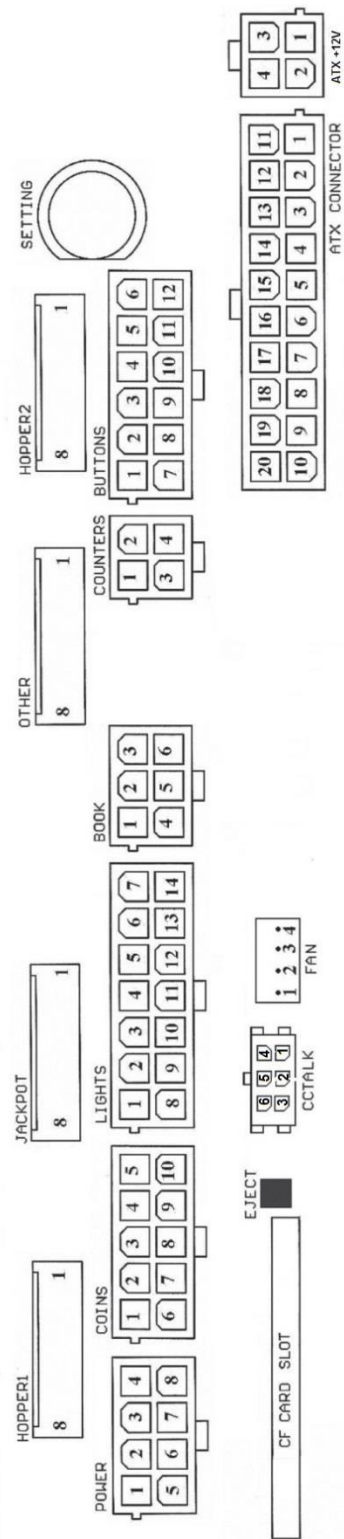 HOPPER1 JACKPOT OTHER HOPPER2 SETTING
8 1 8 1 8 1 8 1
POWER COINS LIGHTS BOOK COUNTERS BUTTONS
1 2 3 4 1 2 3 4 5 1 2 3 4 5 6 7 1 2 3 1 2 1 2 3 4 5 6
5 6 7 8 6 7 8 9 10 8 9 10 11 12 13 14 4 5 6 3 4 7 8 9 10 11 12
EJECT
CF CARD SLOT
6 5 4
3 2 1
CCTALK
1 2 3 4
FAN
20 19 18 17 16 15 14 13 12 11
10 9 8 7 6 5 4 3 2 1
ATX CONNECTOR
4 3
2 1
ATX +12V